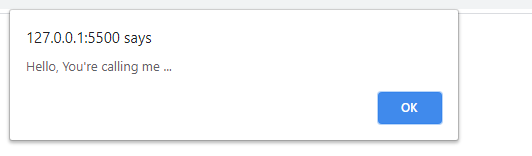 127.0.0.1:5500 says
Hello, You're calling me ...
OK